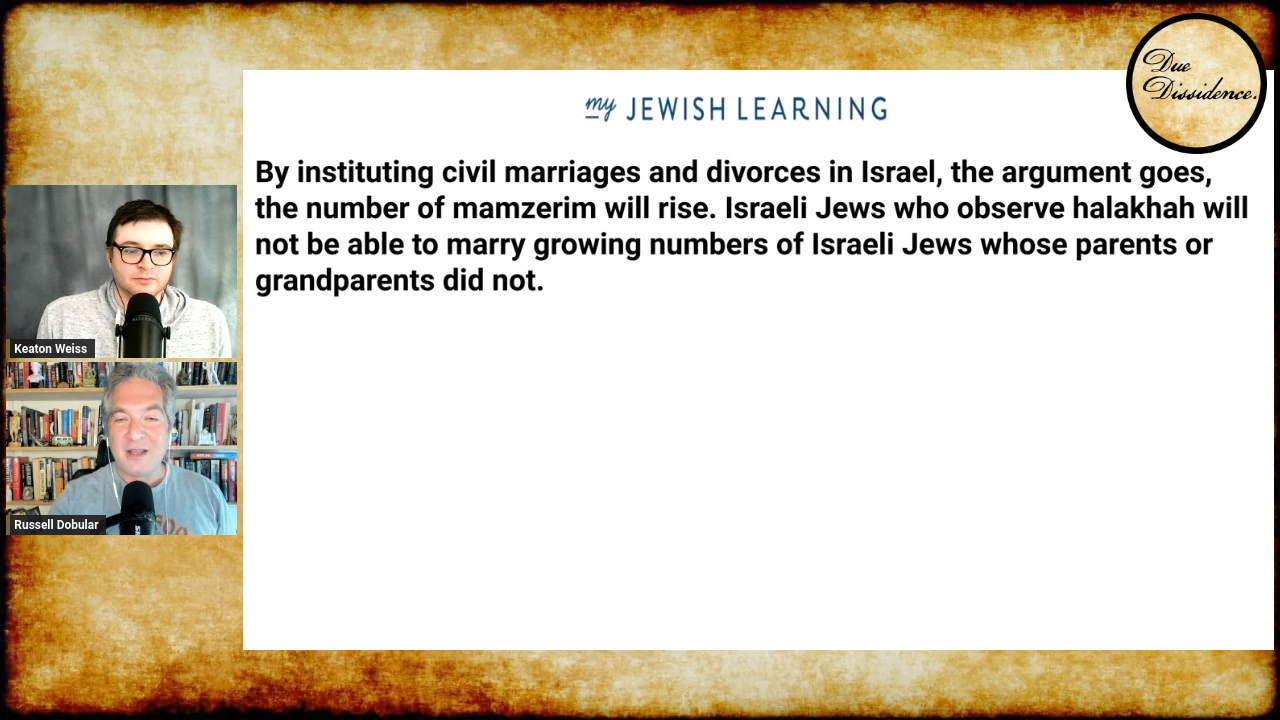 Due
Dissidence.
my JEWISH LEARNING
By instituting civil marriages and divorces in Israel, the argument goes,
the number of mamzerim will rise. Israeli Jews who observe halakhah will
not be able to marry growing numbers of Israeli Jews whose parents or
grandparents did not.
Keaton Weiss
Russell Dobular